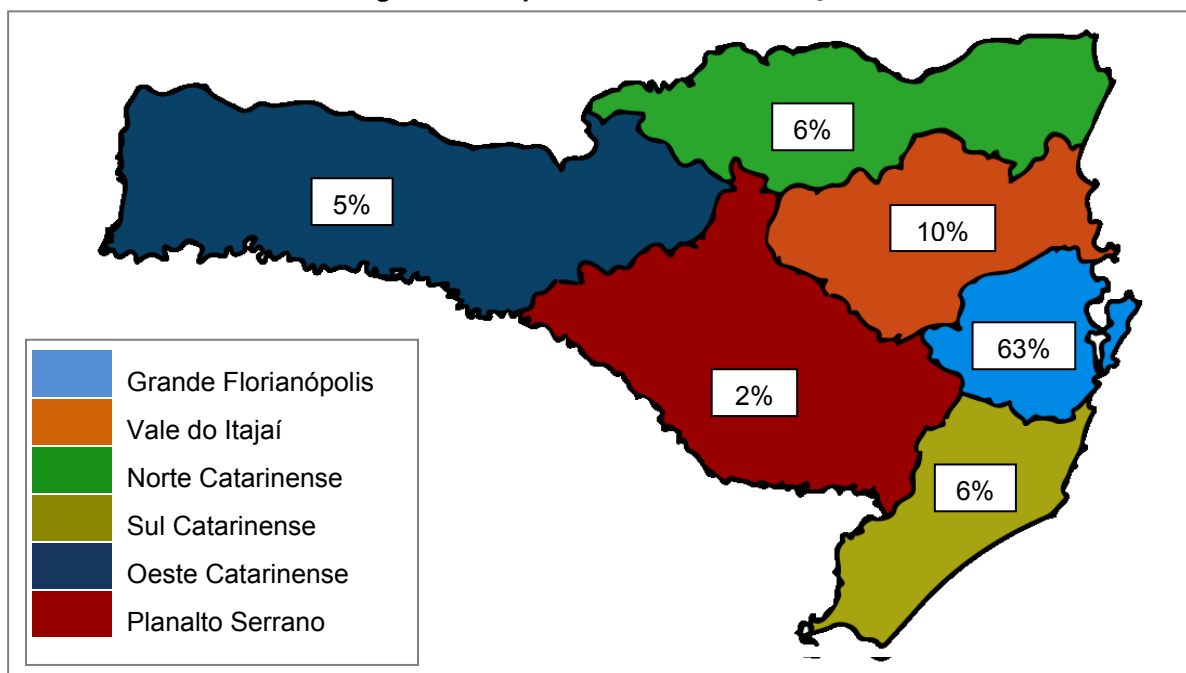 6%
5%
10%
63%
2%
6%
Grande Florianópolis
Vale do Itajaí
Norte Catarinense
Sul Catarinense
Oeste Catarinense
Planalto Serrano